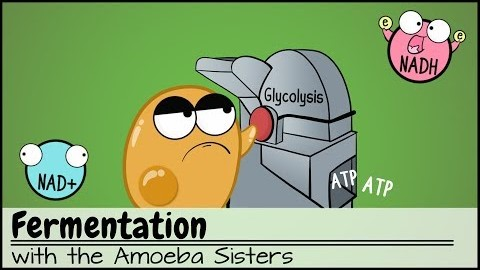 e
e
NADH
Glycolysis
NAD+
ATP ATP
Fermentation
with the Amoeba Sisters